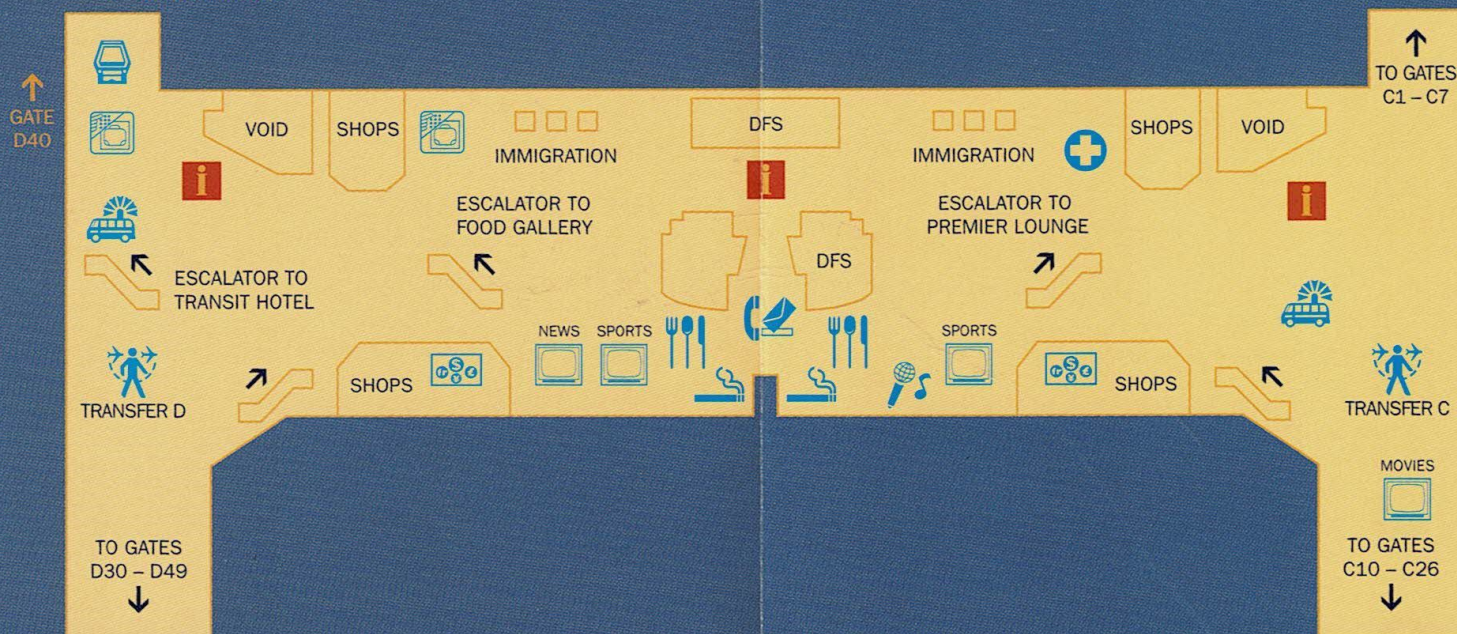 GATE
D40
VOID
SHOPS
IMMIGRATION
DFS
IMMIGRATION
SHOPS
VOID
TO GATES
C1 – C7
i
i
i
ESCALATOR TO
FOOD GALLERY
ESCALATOR TO
PREMIER LOUNGE
DFS
ESCALATOR TO
TRANSIT HOTEL
NEWS
SPORTS
SPORTS
SHOPS
SHOPS
TRANSFER D
TRANSFER C
MOVIES
TO GATES
D30 – D49
TO GATES
C10 – C26